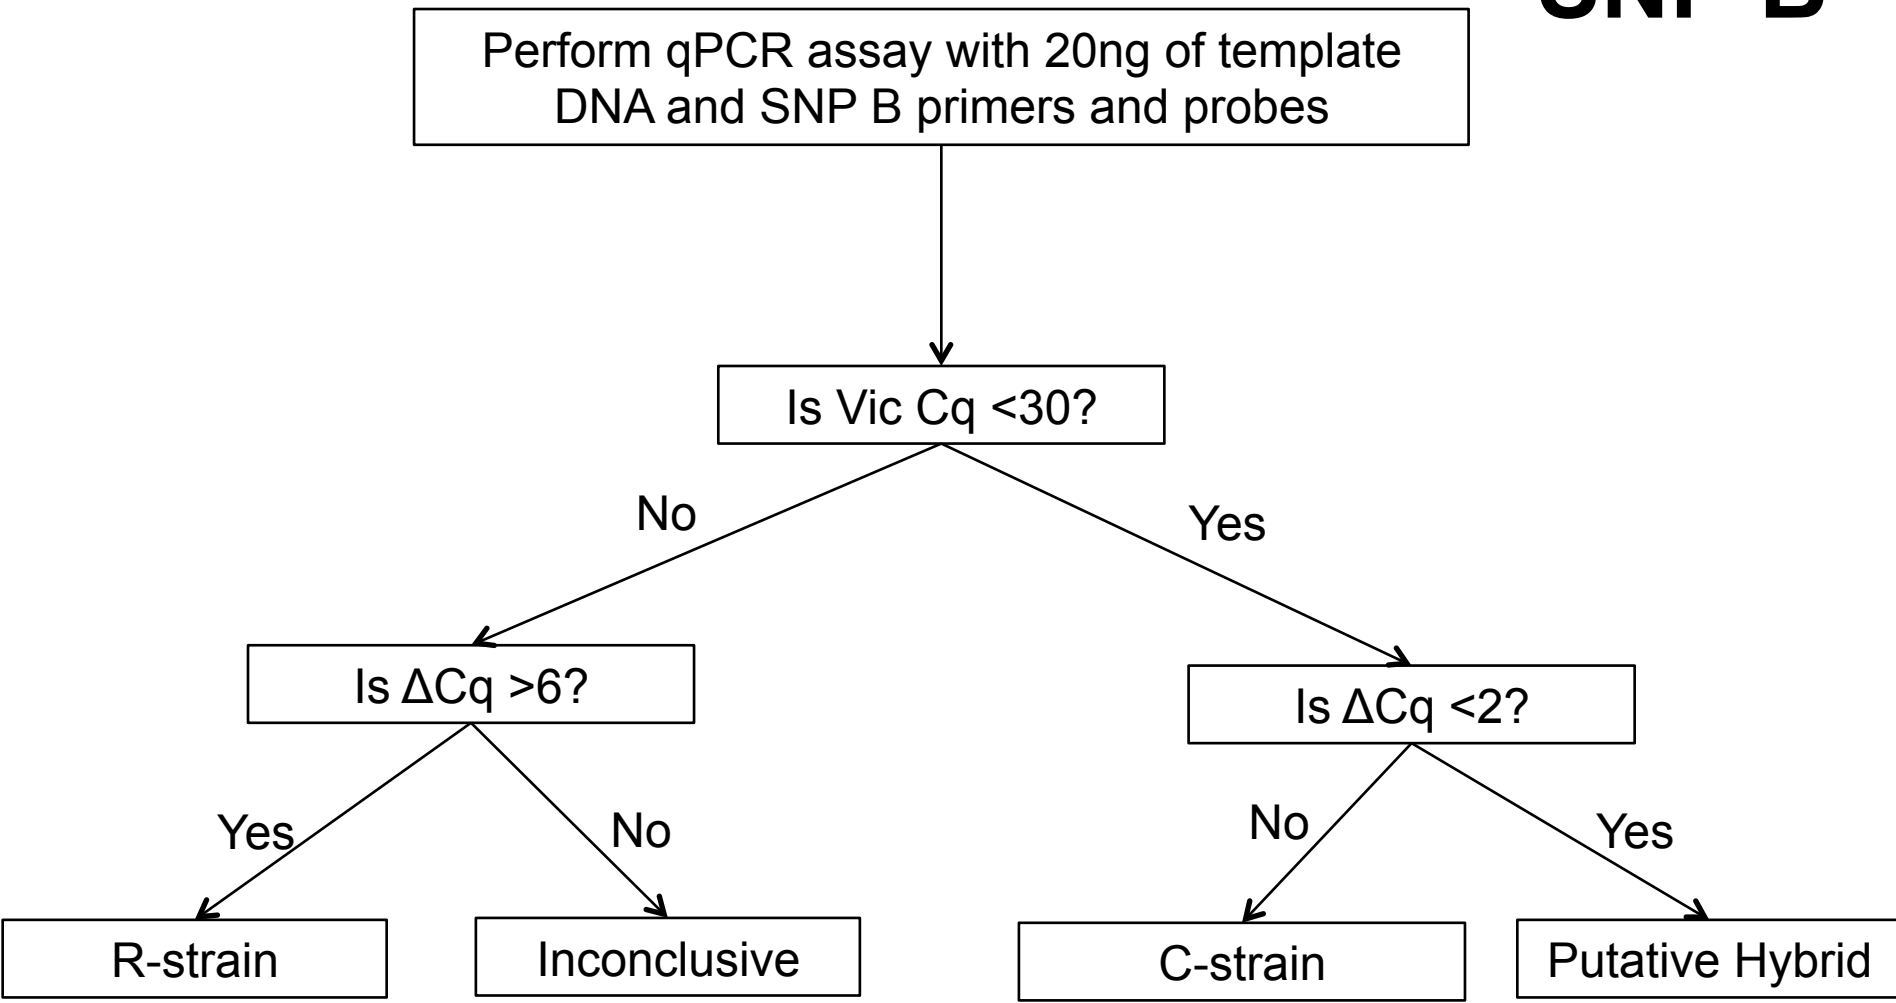 SNP B
Perform qPCR assay with 20ng of template
DNA and SNP B primers and probes
Is Vic Cq <30?
No
Yes
Is ΔCq >6?
Is ΔCq <2?
Yes
No
No
Yes
R-strain
Inconclusive
C-strain
Putative Hybrid